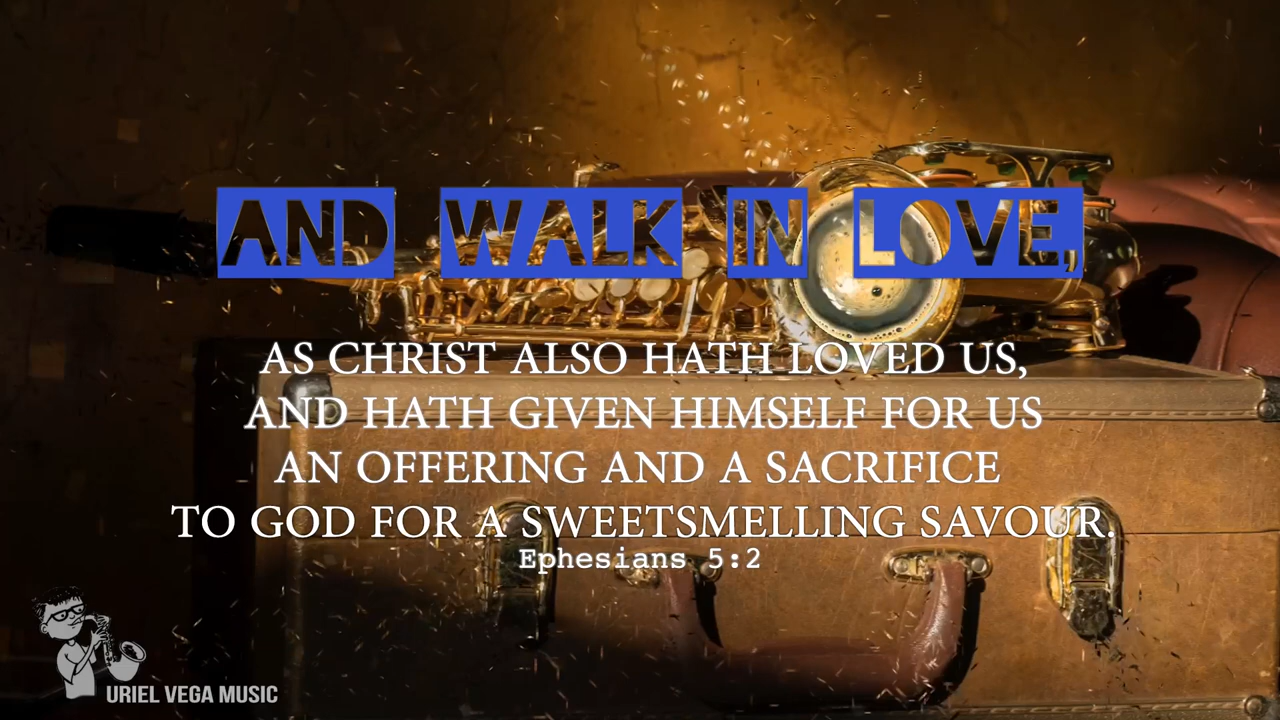 AND WALK IN LOVE,
AS CHRIST ALSO HATH LOVED US,
AND HATH GIVEN HIMSELF FOR US
AN OFFERING AND A SACRIFICE
TO GOD FOR A SWEETSMELLING SAVOUR.
Ephesians 5:2
URIEL VEGA MUSIC